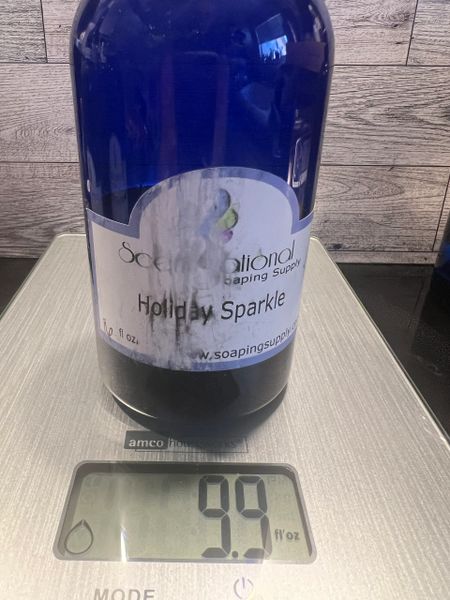 Holiday Sparkle
Soaping Supply
fl oz.
w.soapingsupply.
amco
9.9 fl'oz
MODE